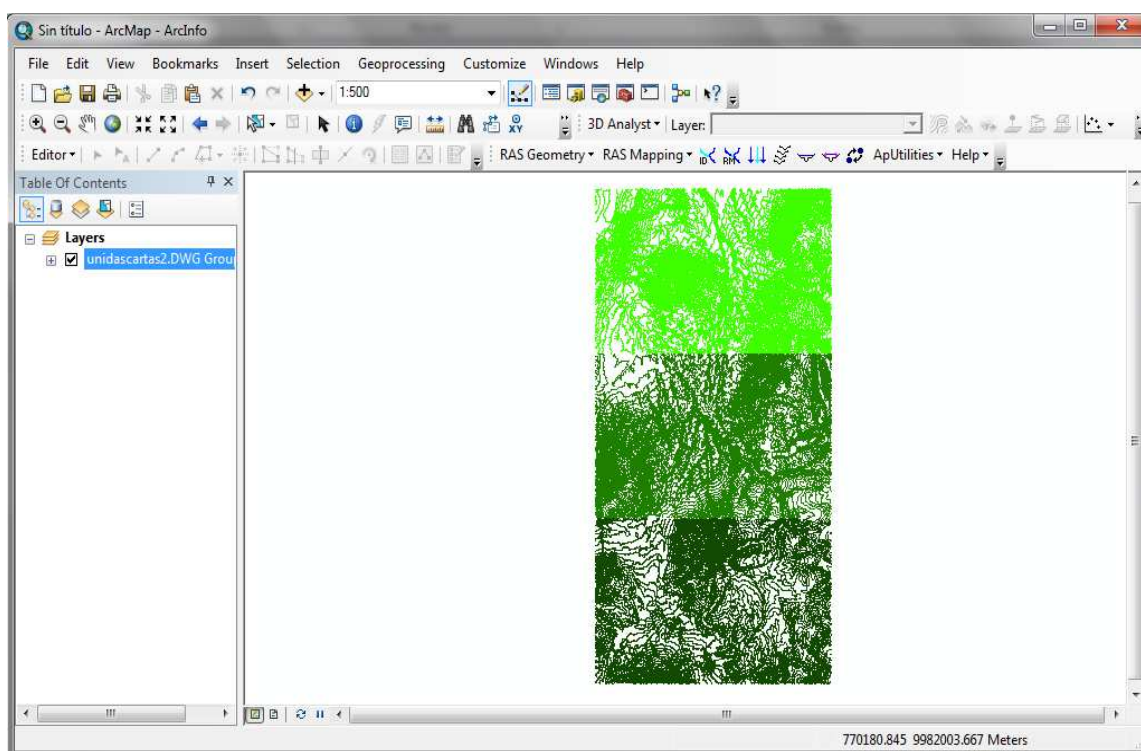 Sin título - ArcMap - ArcInfo
File Edit View Bookmarks Insert Selection Geoprocessing Customize Windows Help
1:500
3D Analyst Layer:
Editor RAS Geometry RAS Mapping ApUtilities Help
Table Of Contents
Layers
unidascartas2.DWG Grou
770180.845 9982003.667 Meters